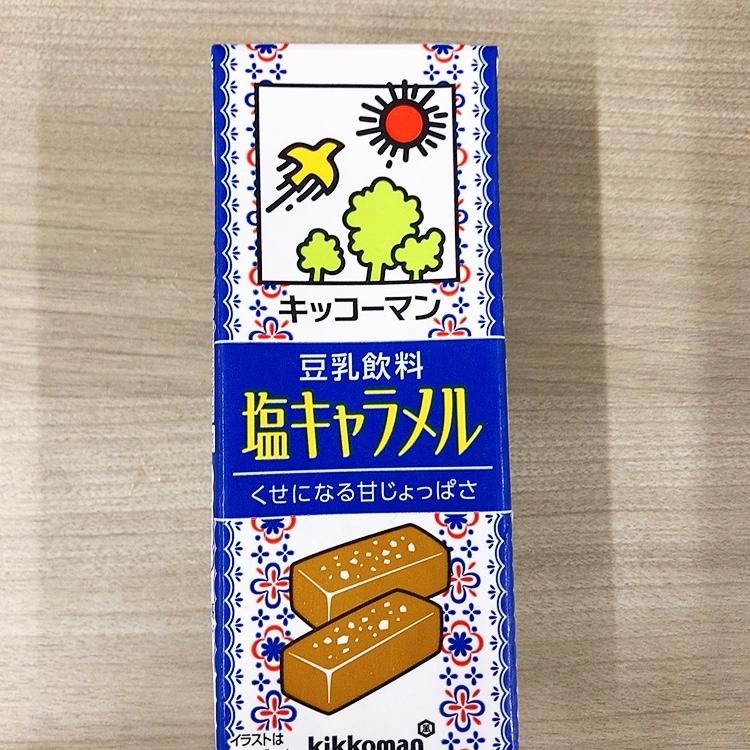 キッコーマン
豆乳飲料
塩キャラメル
くせになる甘じょっぱさ
イラストは
kikkoman